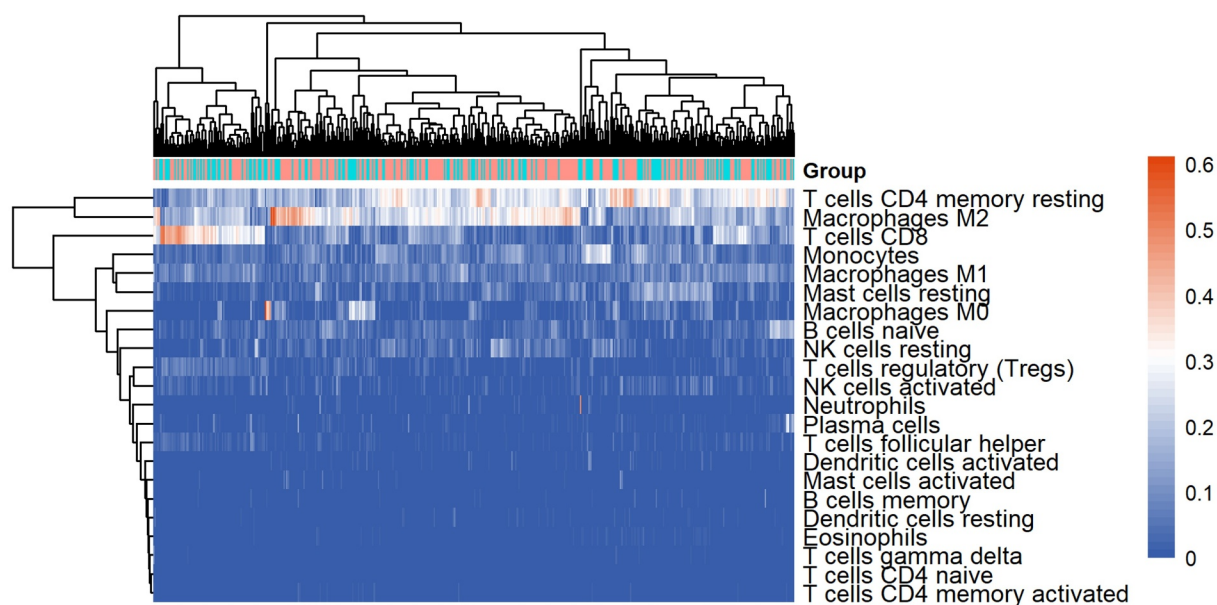 Group
T cells CD4 memory resting
Macrophages M2
T cells CD8
Monocytes
Macrophages M1
Mast cells resting
Macrophages M0
B cells naive
NK cells resting
T cells regulatory (Tregs)
NK cells activated
Neutrophils
Plasma cells
T cells follicular helper
Dendritic cells activated
Mast cells activated
B cells memory
Dendritic cells resting
Eosinophils
T cells gamma delta
T cells CD4 naive
T cells CD4 memory activated
0.6
0.5
0.4
0.3
0.2
0.1
0